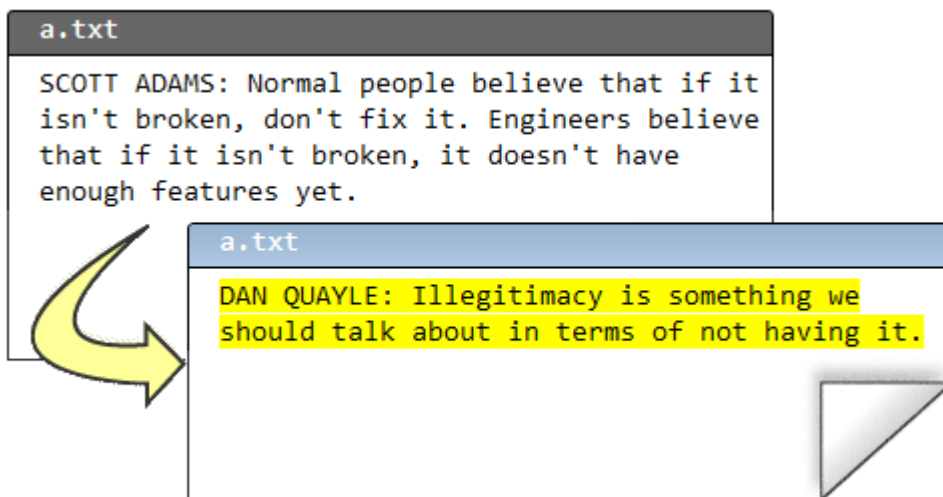 a.txt
SCOTT ADAMS: Normal people believe that if it
isn't broken, don't fix it. Engineers believe
that if it isn't broken, it doesn't have
enough features yet.
a.txt
DAN QUAYLE: Illegitimacy is something we
should talk about in terms of not having it.